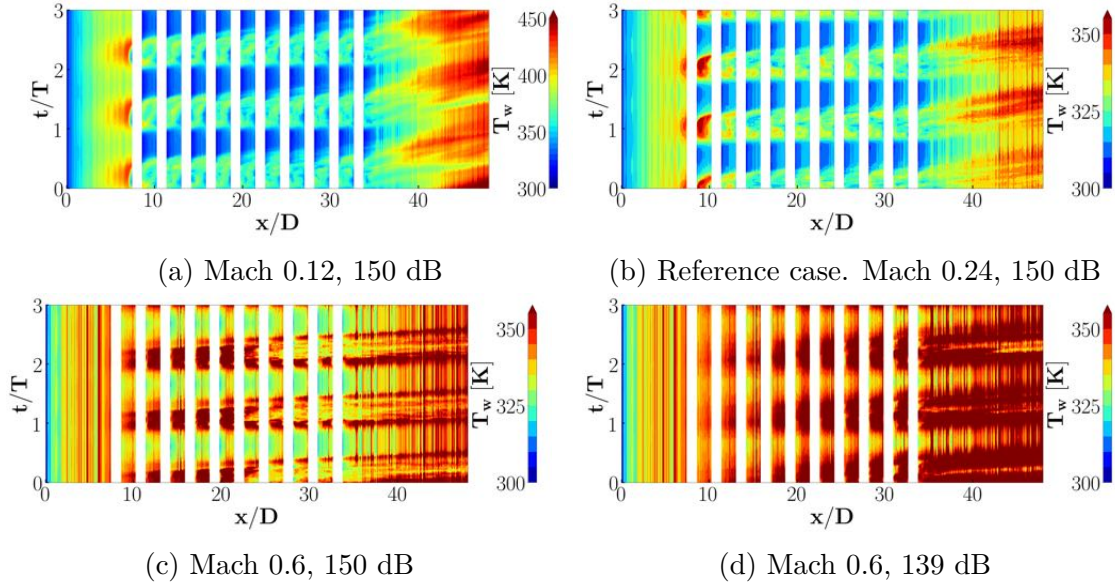 3
2
1
0
t/T
0 10 20 30 40
x/D
450
400
350
300
T_w [K]
3
2
1
0
t/T
0 10 20 30 40
x/D
350
325
300
T_w [K]
(a) Mach 0.12, 150 dB
(b) Reference case. Mach 0.24, 150 dB
3
2
1
0
t/T
0 10 20 30 40
x/D
350
325
300
T_w [K]
3
2
1
0
t/T
0 10 20 30 40
x/D
350
325
300
T_w [K]
(c) Mach 0.6, 150 dB
(d) Mach 0.6, 139 dB